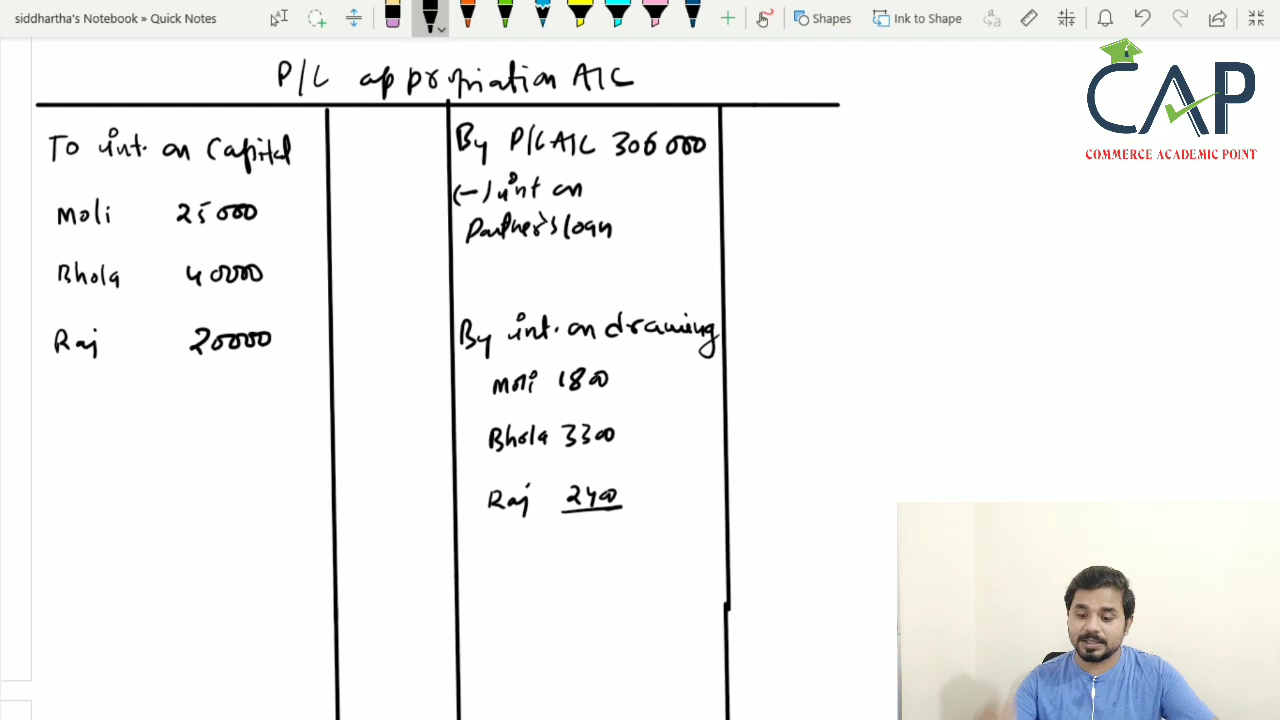 siddhartha's Notebook » Quick Notes
Shapes
Ink to Shape
CAP
COMMERCE ACADEMIC POINT
P/L appropriation A/C
To int. on Capital
Moli 25000
Bhola 40000
Raj 20000
By P/L A/C 306000
(-) int on
Partner's loan
By int. on drawing
Moli 1800
Bhola 3300
Raj 2400